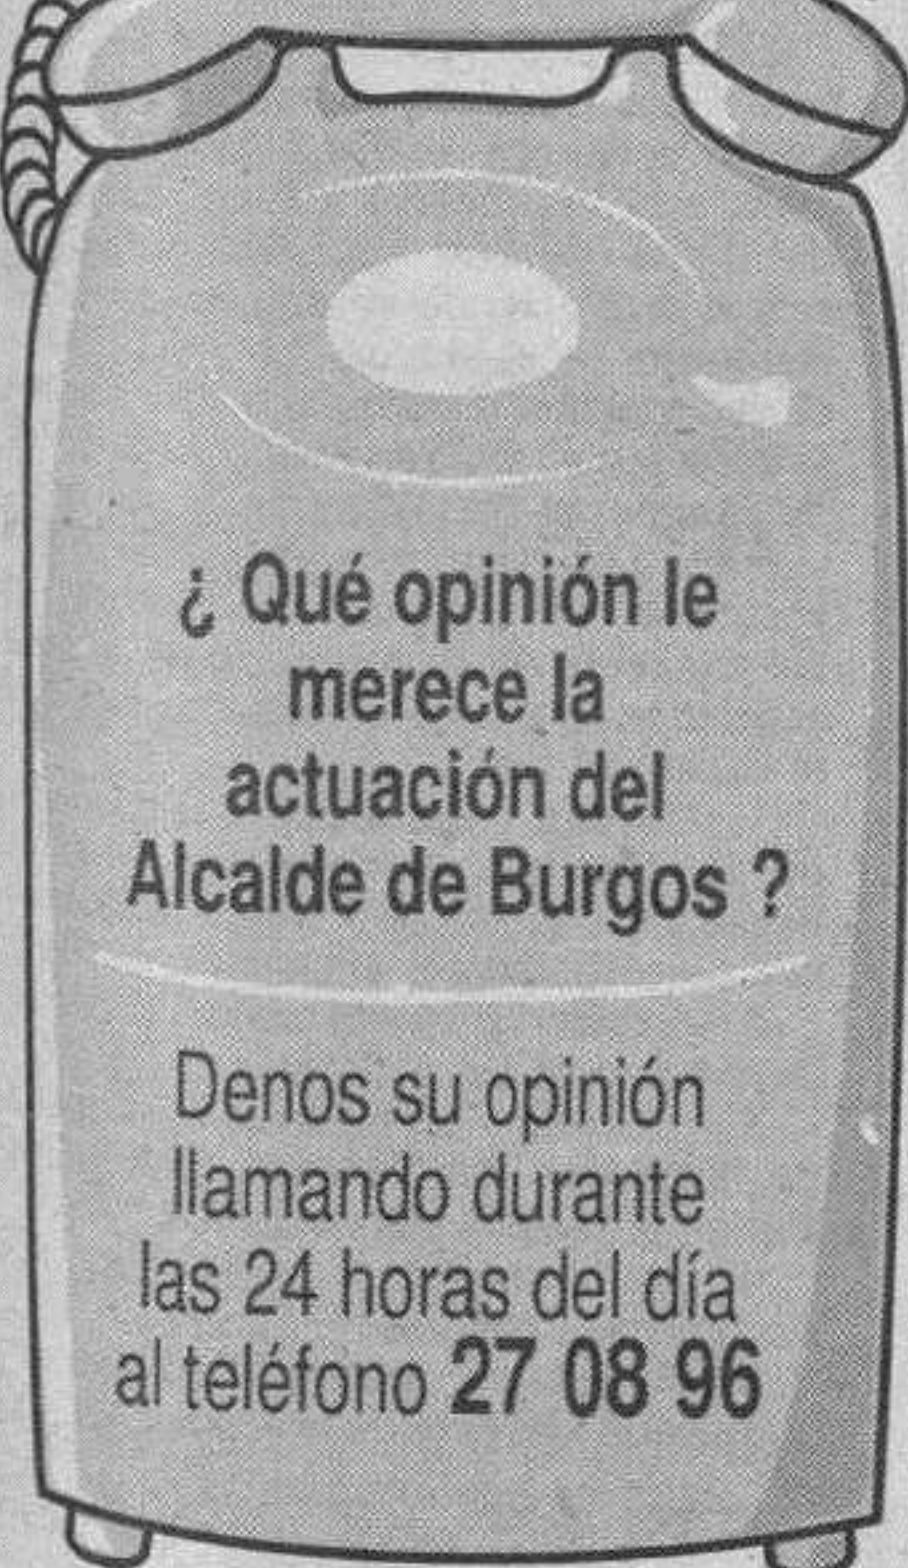 ¿ Qué opinión le
merece la
actuación del
Alcalde de Burgos ?
Denos su opinión
llamando durante
las 24 horas del día
al teléfono 27 08 96